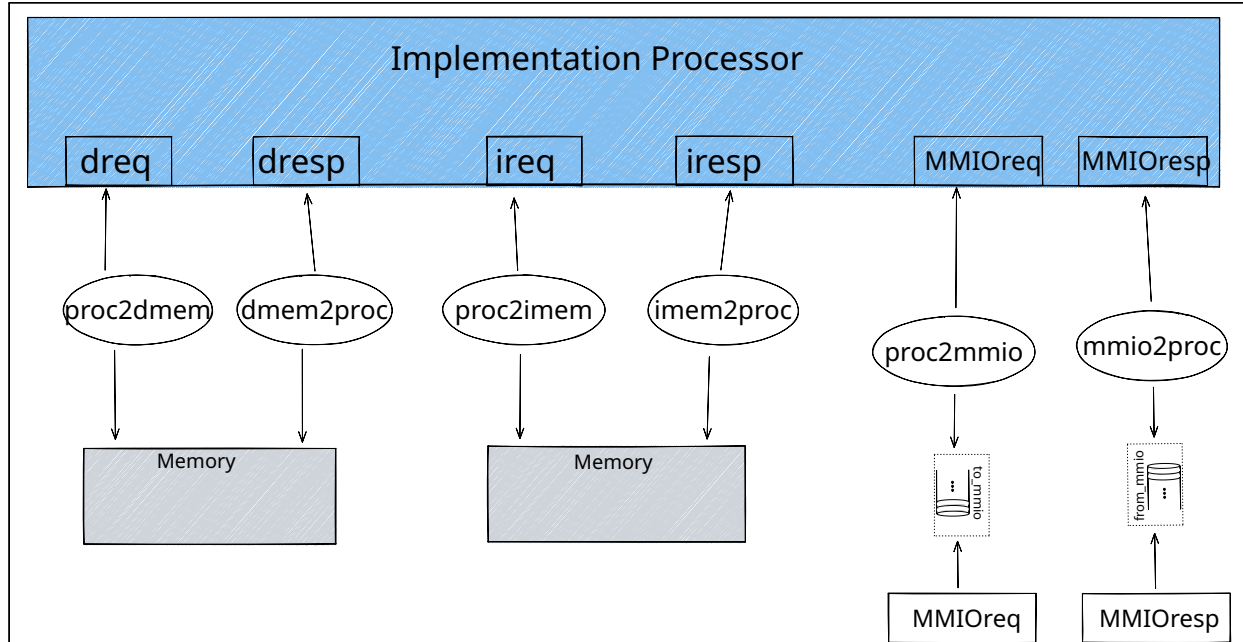 Implementation Processor
dreq
dresp
ireq
iresp
MMIOreq
MMIOresp
proc2dmem
dmem2proc
proc2imem
imem2proc
proc2mmio
mmio2proc
Memory
Memory
to_mmio
from_mmio
MMIOreq
MMIOresp